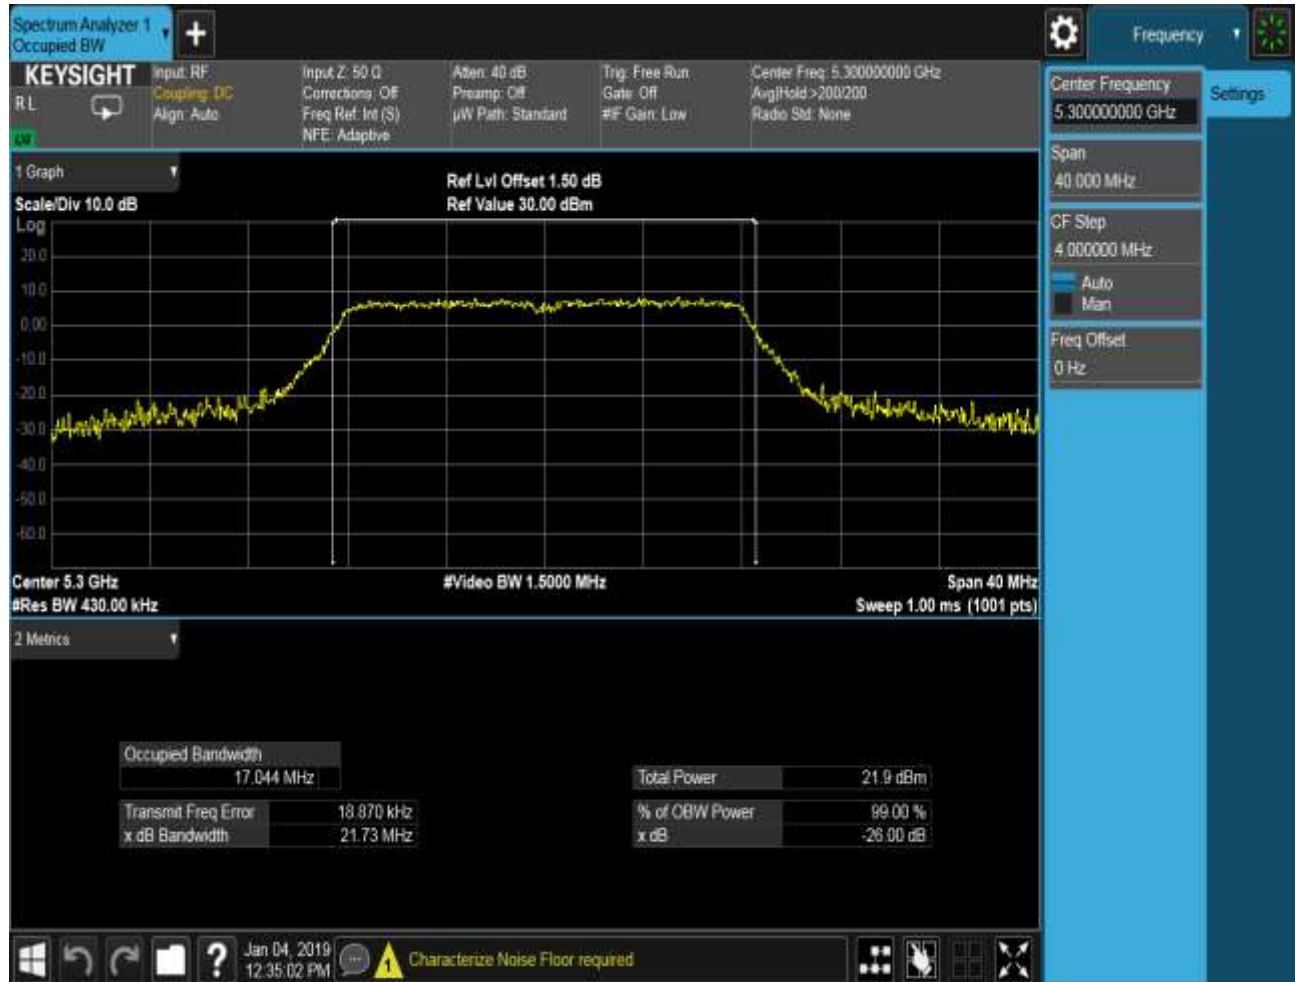 Spectrum Analyzer 1
Occupied BW
Frequency
KEYSIGHT
RL
Input: RF
Coupling: DC
Align: Auto
Input Z: 50 Ω
Corrections: Off
Freq Ref: Int (S)
NFE: Adaptive
Atten: 40 dB
Preamp: Off
µW Path: Standard
Trig: Free Run
Gate: Off
#IF Gain: Low
Center Freq: 5.300000000 GHz
Avg|Hold:>200/200
Radio Std: None
Center Frequency
5.300000000 GHz
Settings
Span
40.000 MHz
CF Step
4.000000 MHz
Auto
Man
Freq Offset
0 Hz
1 Graph
Scale/Div 10.0 dB
Ref Lvl Offset 1.50 dB
Ref Value 30.00 dBm
Log
20.0
10.0
0.00
-10.0
-20.0
-30.0
-40.0
-50.0
-60.0
Center 5.3 GHz
#Video BW 1.5000 MHz
Span 40 MHz
#Res BW 430.00 kHz
Sweep 1.00 ms (1001 pts)
2 Metrics
Occupied Bandwidth
17.044 MHz
Total Power 21.9 dBm
Transmit Freq Error 18.870 kHz
% of OBW Power 99.00 %
x dB Bandwidth 21.73 MHz
x dB -26.00 dB
?
Jan 04, 2019
12:35:02 PM
1
Characterize Noise Floor required